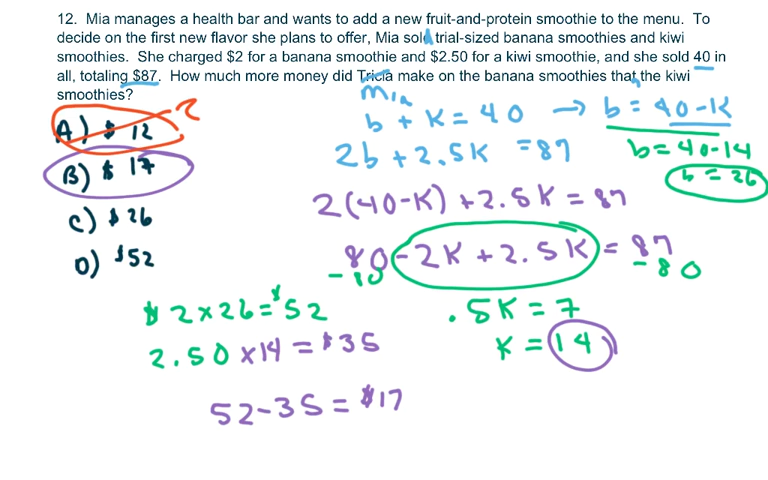 12. Mia manages a health bar and wants to add a new fruit-and-protein smoothie to the menu. To
decide on the first new flavor she plans to offer, Mia sold trial-sized banana smoothies and kiwi
smoothies. She charged $2 for a banana smoothie and $2.50 for a kiwi smoothie, and she sold 40 in
all, totaling $87. How much more money did Tricia make on the banana smoothies that the kiwi
smoothies?
Mia
A) $ 12
B) $ 17
C) $ 26
D) $52
b + K = 40 → b = 40-K
2b + 2.5K = 87
b = 40-14
b = 26
2(40-K) + 2.5K = 87
80-2K + 2.5K = 87
-80 -80
.5K = 7
K = 14
$2x26=$52
2.50 x14 = $35
52-35 = $17